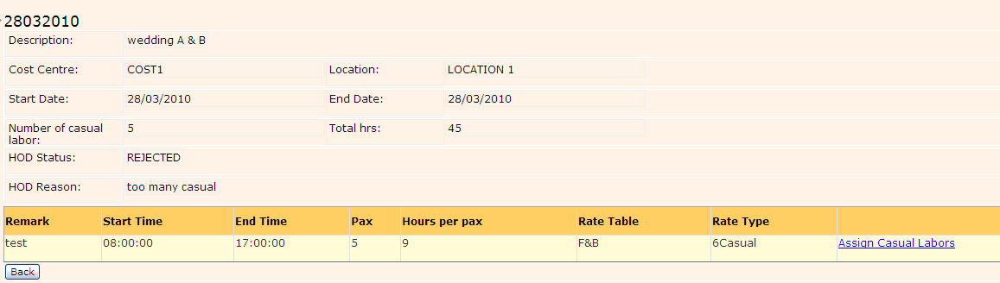 28032010
Description: wedding A & B
Cost Centre: COST1 Location: LOCATION 1
Start Date: 28/03/2010 End Date: 28/03/2010
Number of casual labor: 5 Total hrs: 45
HOD Status: REJECTED
HOD Reason: too many casual
Remark Start Time End Time Pax Hours per pax Rate Table Rate Type
test 08:00:00 17:00:00 5 9 F&B 6Casual Assign Casual Labors
Back